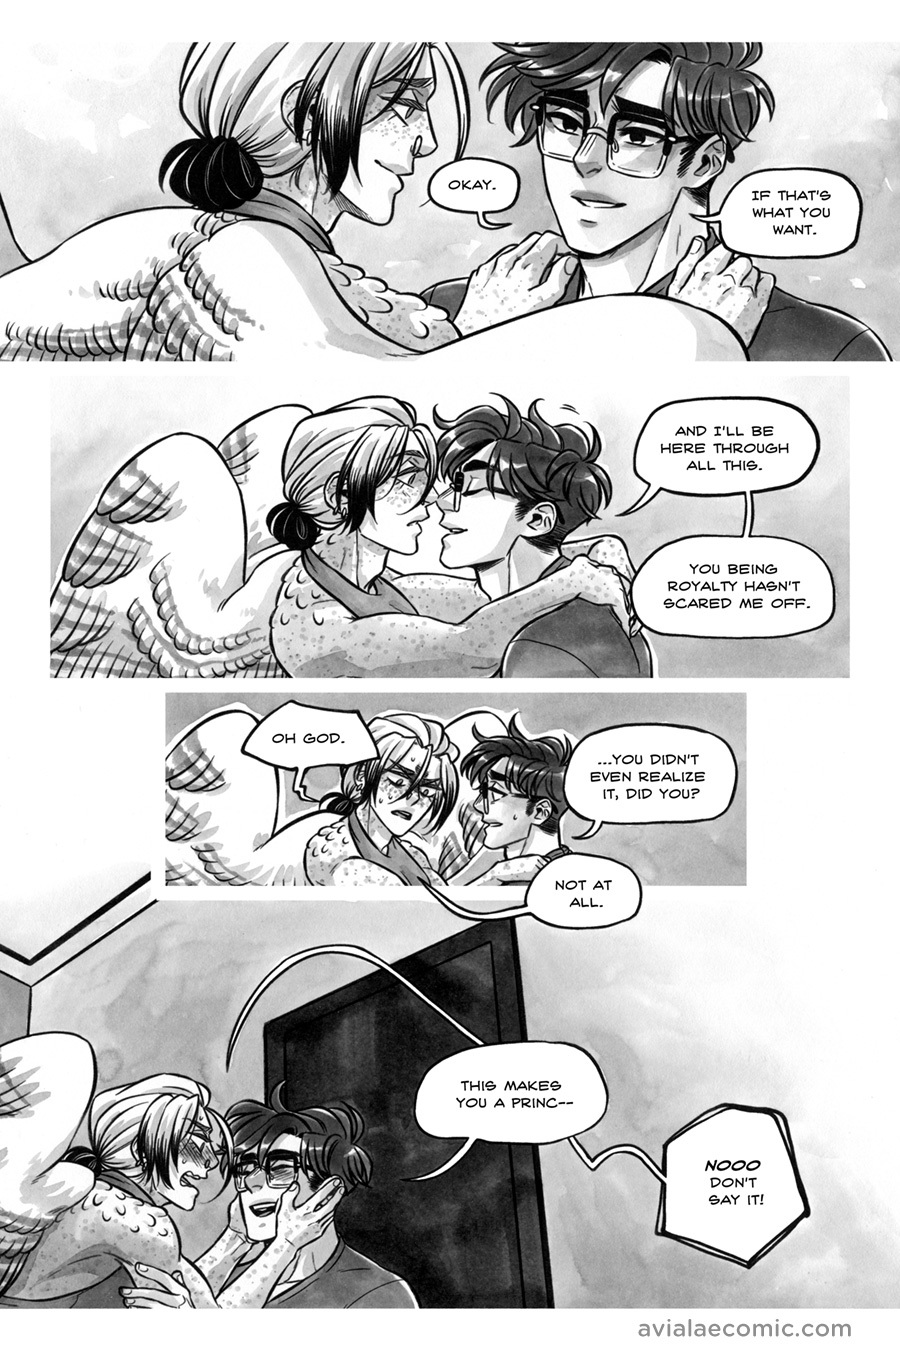 OKAY.
IF THAT'S
WHAT YOU
WANT.
AND I'LL BE
HERE THROUGH
ALL THIS.
YOU BEING
ROYALTY HASN'T
SCARED ME OFF.
OH GOD.
...YOU DIDN'T
EVEN REALIZE
IT, DID YOU?
NOT AT
ALL.
THIS MAKES
YOU A PRINC--
NOOO
DON'T
SAY IT!
avialaecomic.com